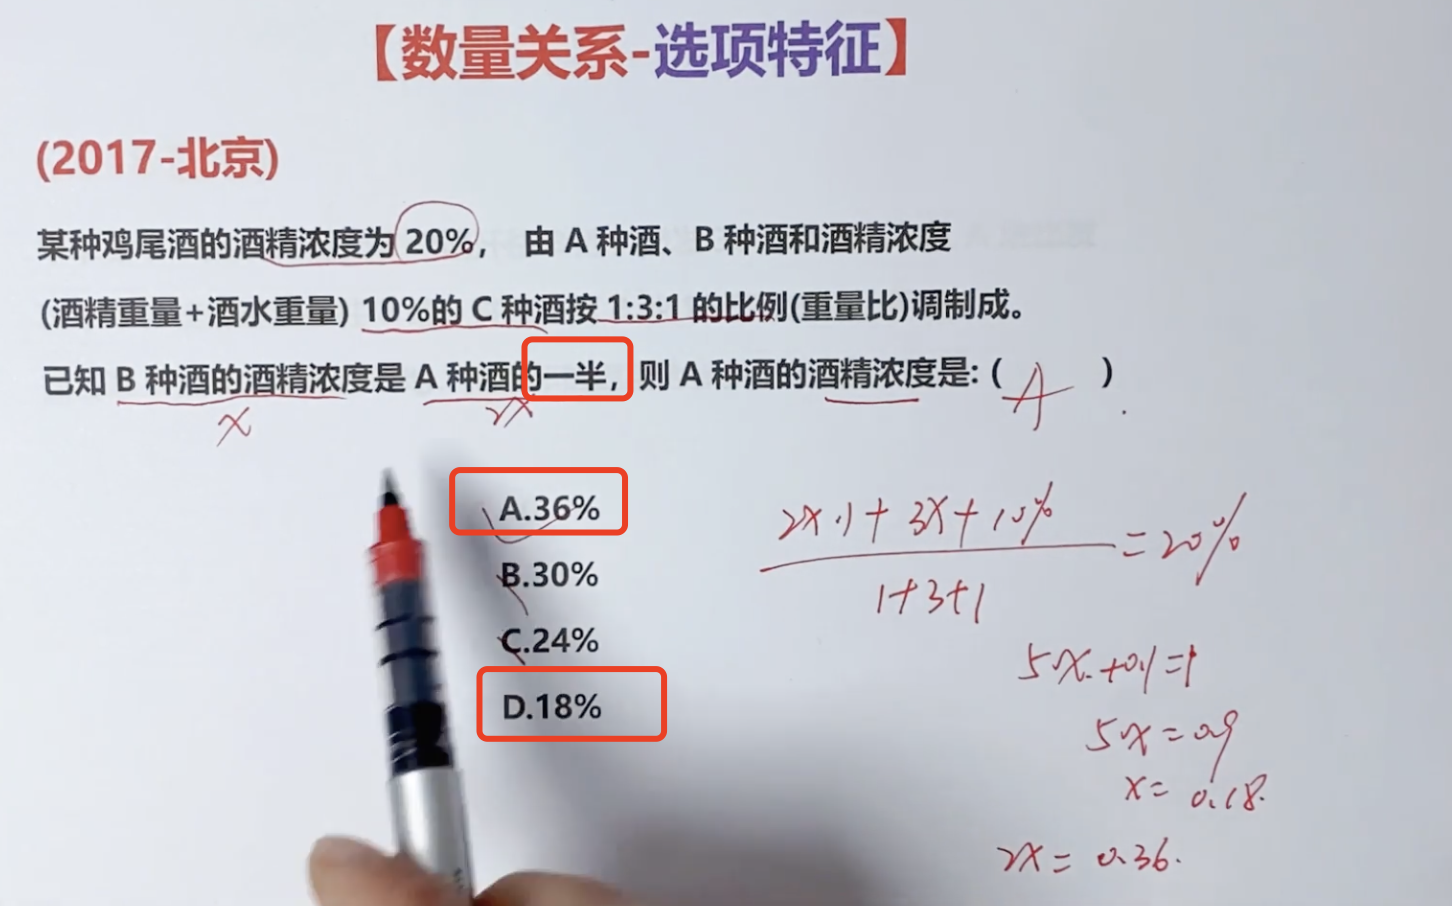 【数量关系-选项特征】
(2017-北京)
某种鸡尾酒的酒精浓度为 20%， 由 A 种酒、B 种酒和酒精浓度
(酒精重量+酒水重量) 10%的 C 种酒按 1:3:1 的比例(重量比)调制成。
已知 B 种酒的酒精浓度是 A 种酒的一半，则 A 种酒的酒精浓度是: ( A )
x 2x
A.36%
B.30%
C.24%
D.18%
2x·1+3x+10%
=20%
1+3+1
5x+0.1=1
5x=0.9
x=0.18.
2x=0.36.